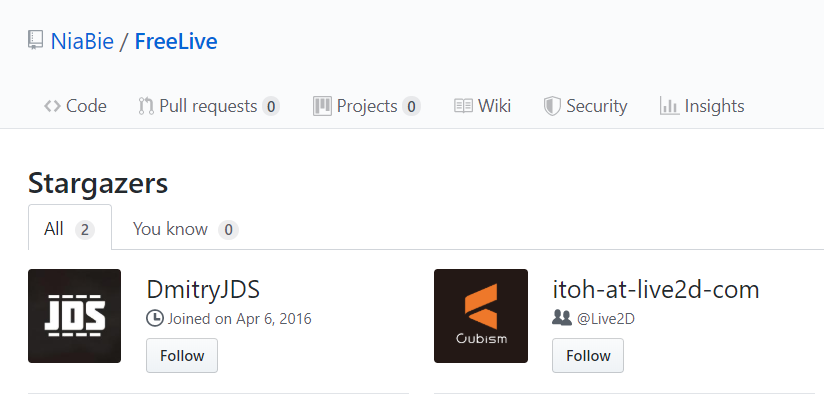 NiaBie / FreeLive
Code Pull requests 0 Projects 0 Wiki Security Insights
Stargazers
All 2 You know 0
JDS
DmitryJDS
Joined on Apr 6, 2016
Follow
Cubism
itoh-at-live2d-com
@Live2D
Follow